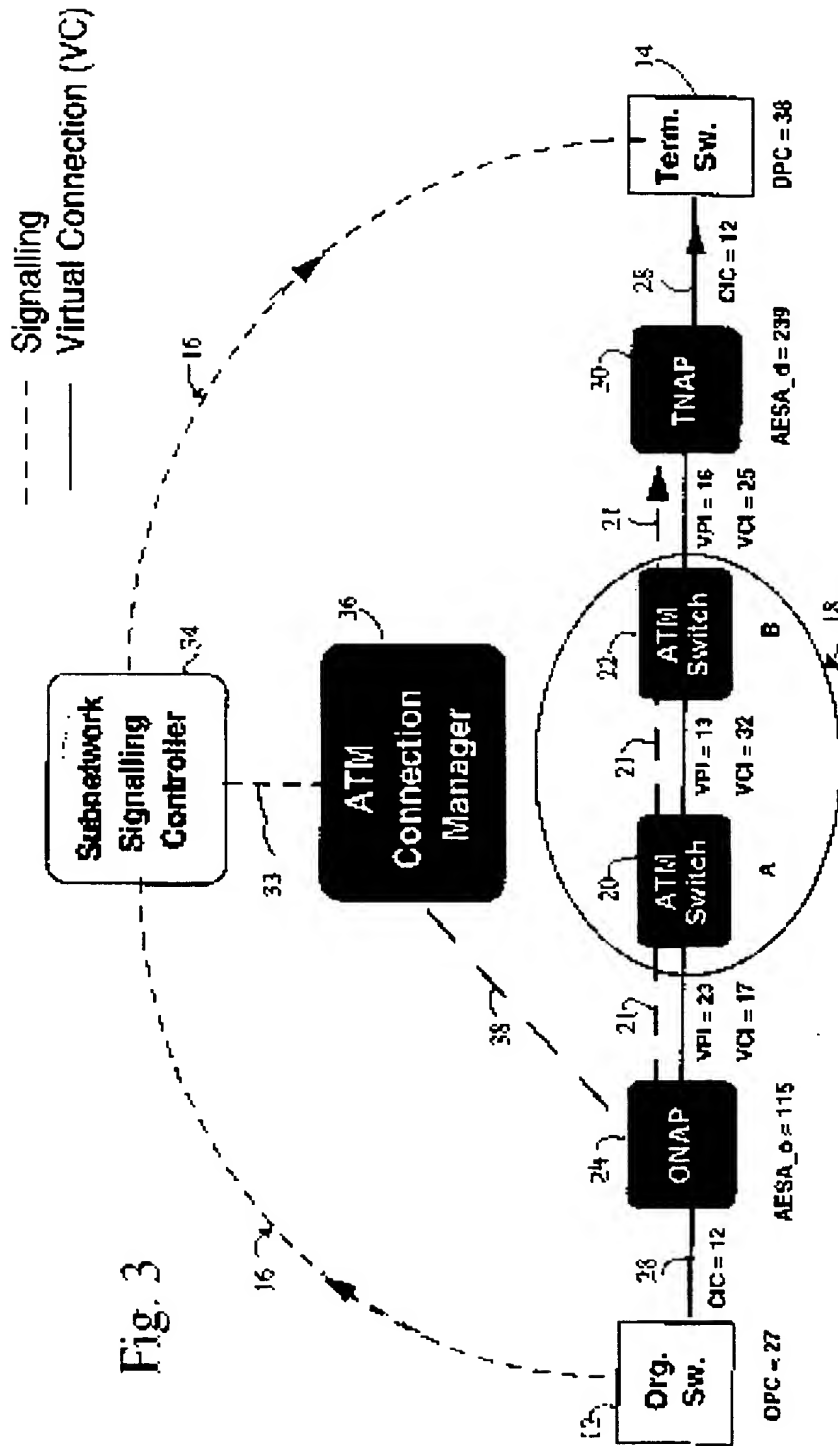 Fig. 3
Signalling
Virtual Connection (VC)
16
16
34
Subnetwork
Signalling
Controller
33
36
ATM
Connection
Manager
38
12
Org.
Sw.
OPC = 27
28
CIC = 12
24
ONAP
AESA_o = 115
21
VPI = 23
VCI = 17
20
ATM
Switch
A
21
VPI = 13
VCI = 32
22
ATM
Switch
B
18
21
VPI = 16
VCI = 25
30
TNAP
AESA_d = 239
28
CIC = 12
14
Term.
Sw.
DPC = 38